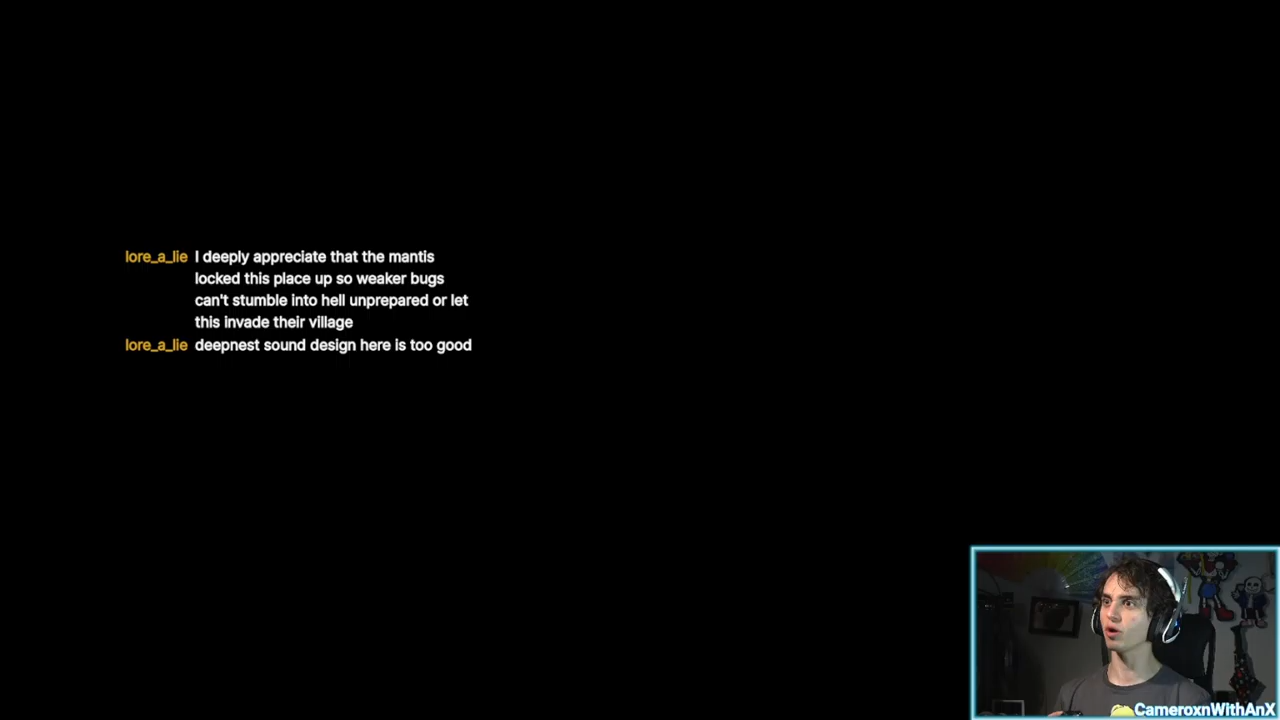 lore_a_lie I deeply appreciate that the mantis
locked this place up so weaker bugs
can't stumble into hell unprepared or let
this invade their village
lore_a_lie deepnest sound design here is too good
CameroxnWithAnX